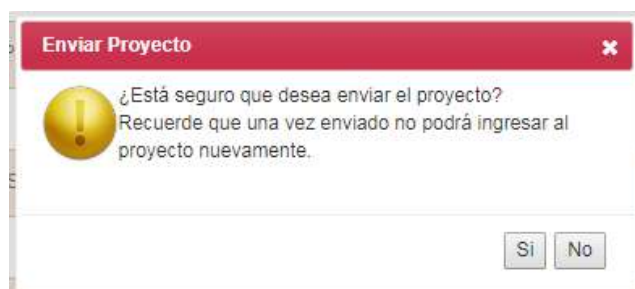 Enviar Proyecto
¿Está seguro que desea enviar el proyecto?
Recuerde que una vez enviado no podrá ingresar al
proyecto nuevamente.
Si No